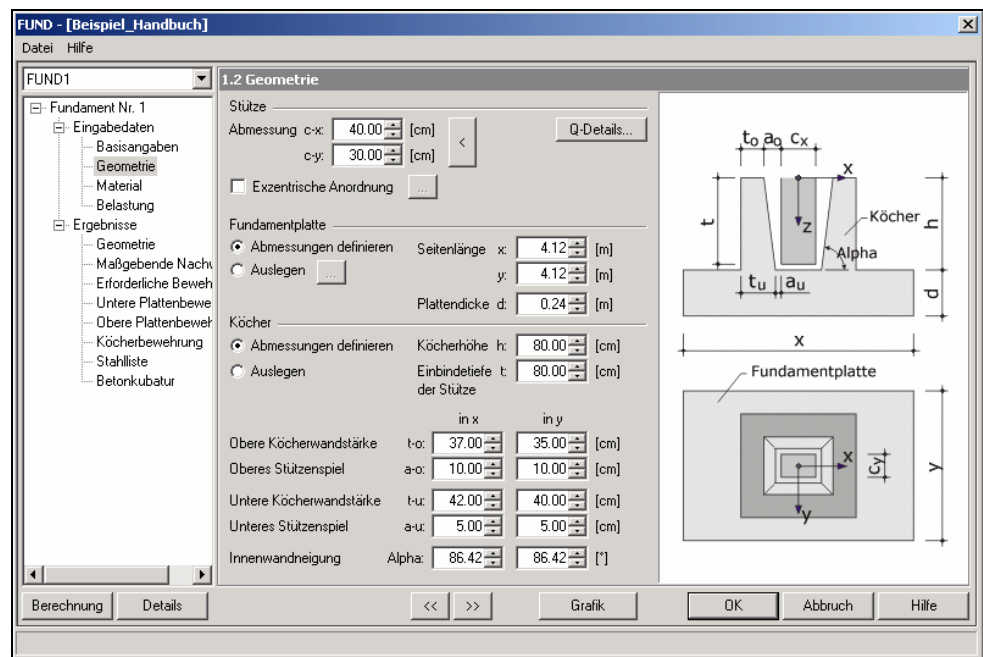 FUND - [Beispiel_Handbuch]
Datei Hilfe
FUND1
Fundament Nr. 1
Eingabedaten
Basisangaben
Geometrie
Material
Belastung
Ergebnisse
Geometrie
Maßgebende Nachw
Erforderliche Beweh
Untere Plattenbewe
Obere Plattenbeweh
Köcherbewehrung
Stahlliste
Betonkubatur
1.2 Geometrie
Stütze
Abmessung c-x: 40.00 [cm] < Q-Details...
c-y: 30.00 [cm]
Exzentrische Anordnung ...
Fundamentplatte
Abmessungen definieren Seitenlänge x: 4.12 [m]
Auslegen ... y: 4.12 [m]
Plattendicke d: 0.24 [m]
Köcher
Abmessungen definieren Köcherhöhe h: 80.00 [cm]
Auslegen Einbindetiefe t: 80.00 [cm]
der Stütze
in x in y
Obere Köcherwandstärke t-o: 37.00 35.00 [cm]
Oberes Stützenspiel a-o: 10.00 10.00 [cm]
Untere Köcherwandstärke t-u: 42.00 40.00 [cm]
Unteres Stützenspiel a-u: 5.00 5.00 [cm]
Innenwandneigung Alpha: 86.42 86.42 [°]
to ao cx
x
z
t
Köcher
h
Alpha
tu au
d
x
Fundamentplatte
x
cy
y
y
Berechnung Details << >> Grafik OK Abbruch Hilfe